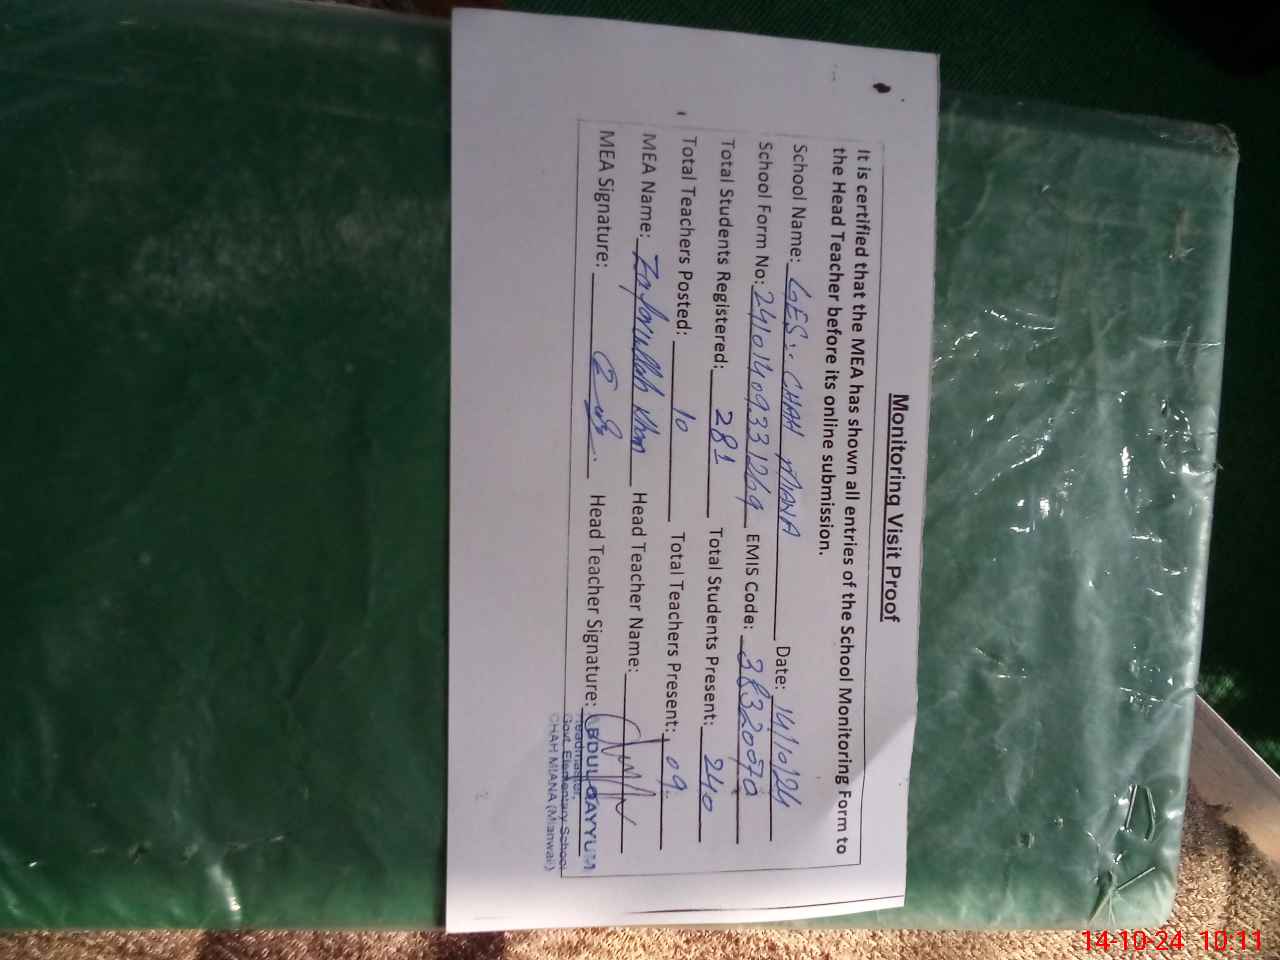 Monitoring Visit Proof
It is certified that the MEA has shown all entries of the School Monitoring Form to
the Head Teacher before its online submission.
School Name: GES: CHAH MIANA Date: 14/10/24
School Form No: 24101409331269 EMIS Code: 38320070
Total Students Registered: 281 Total Students Present: 240
Total Teachers Posted: 10 Total Teachers Present: 09
MEA Name: Zafarullah Khan Head Teacher Name:
MEA Signature: Head Teacher Signature:
ABDUL QAYYUM
Headmaster,
Govt. Elementary School
CHAH MIANA (Mianwali)
14-10-24 10:11